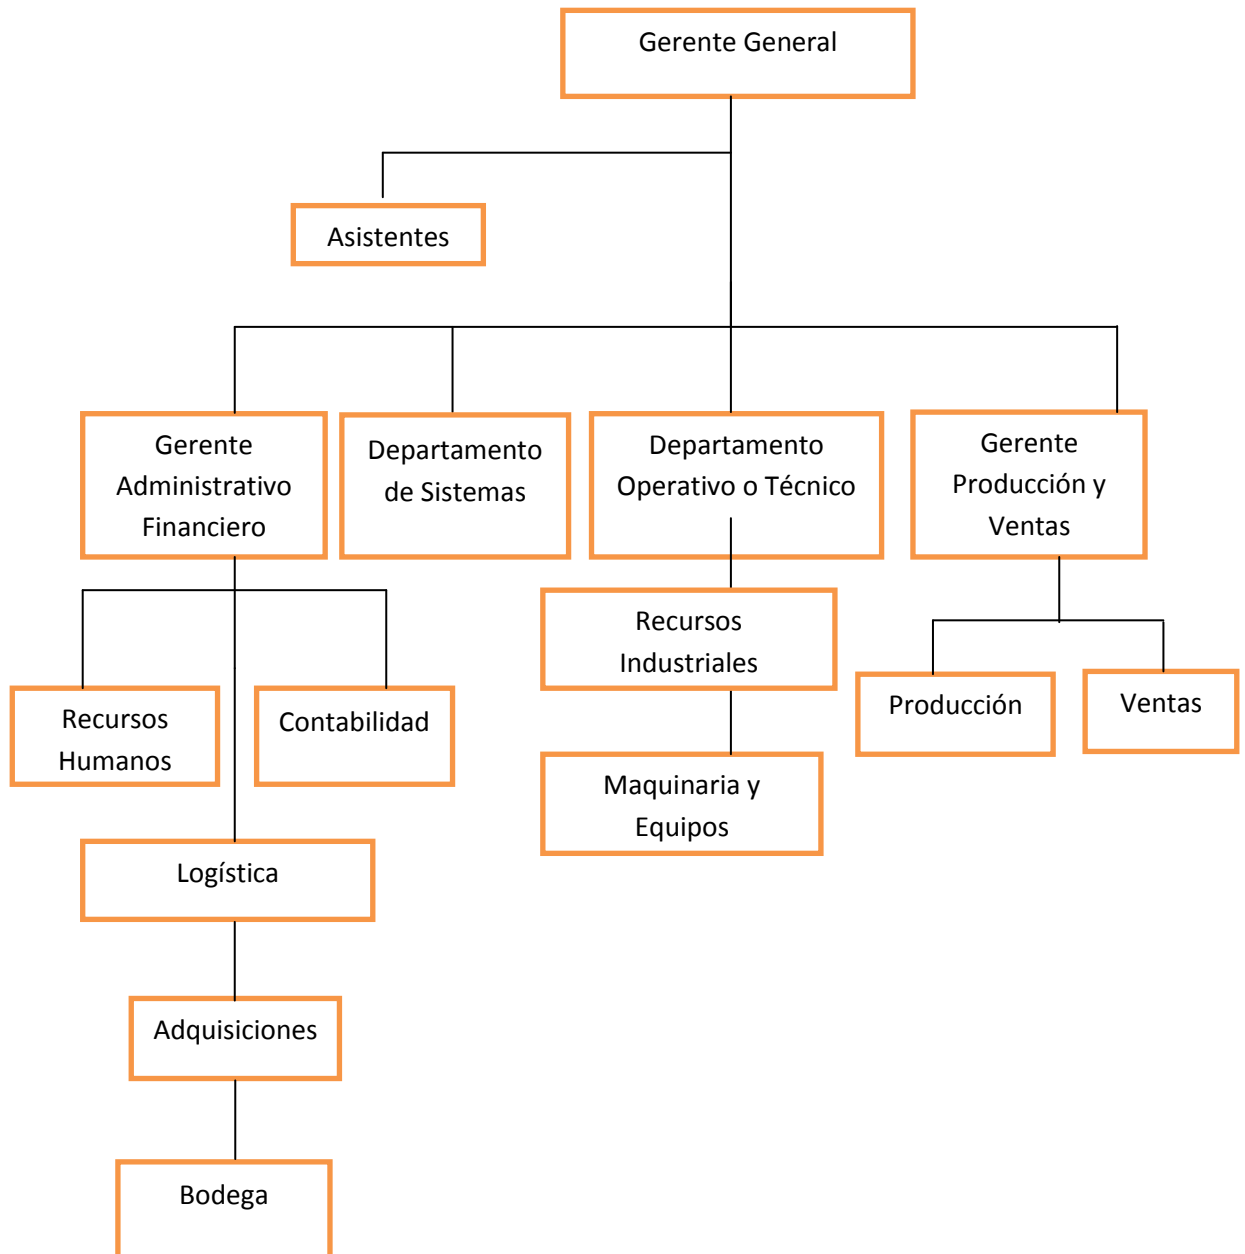 Gerente General
Asistentes
Gerente
Administrativo
Financiero
Departamento
de Sistemas
Departamento
Operativo o Técnico
Gerente
Producción y
Ventas
Recursos
Industriales
Recursos
Humanos
Contabilidad
Producción
Ventas
Maquinaria y
Equipos
Logística
Adquisiciones
Bodega